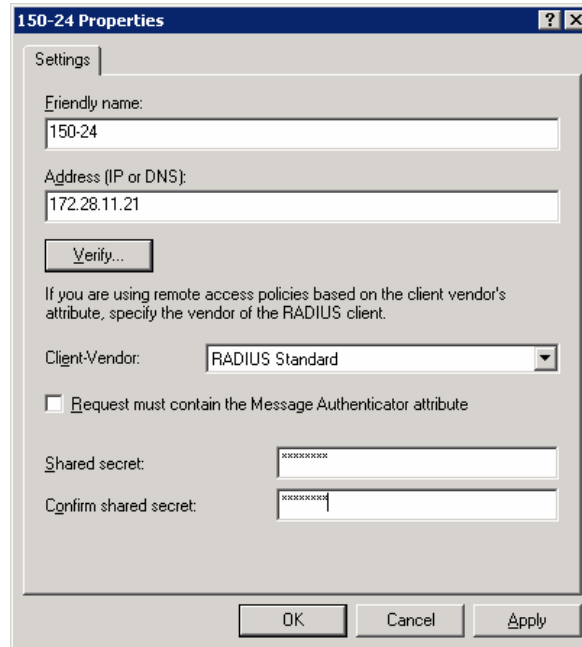 150-24 Properties
Settings
Friendly name:
150-24
Address (IP or DNS):
172.28.11.21
Verify...
If you are using remote access policies based on the client vendor's
attribute, specify the vendor of the RADIUS client.
Client-Vendor: RADIUS Standard
Request must contain the Message Authenticator attribute
Shared secret: ********
Confirm shared secret: ********
OK Cancel Apply